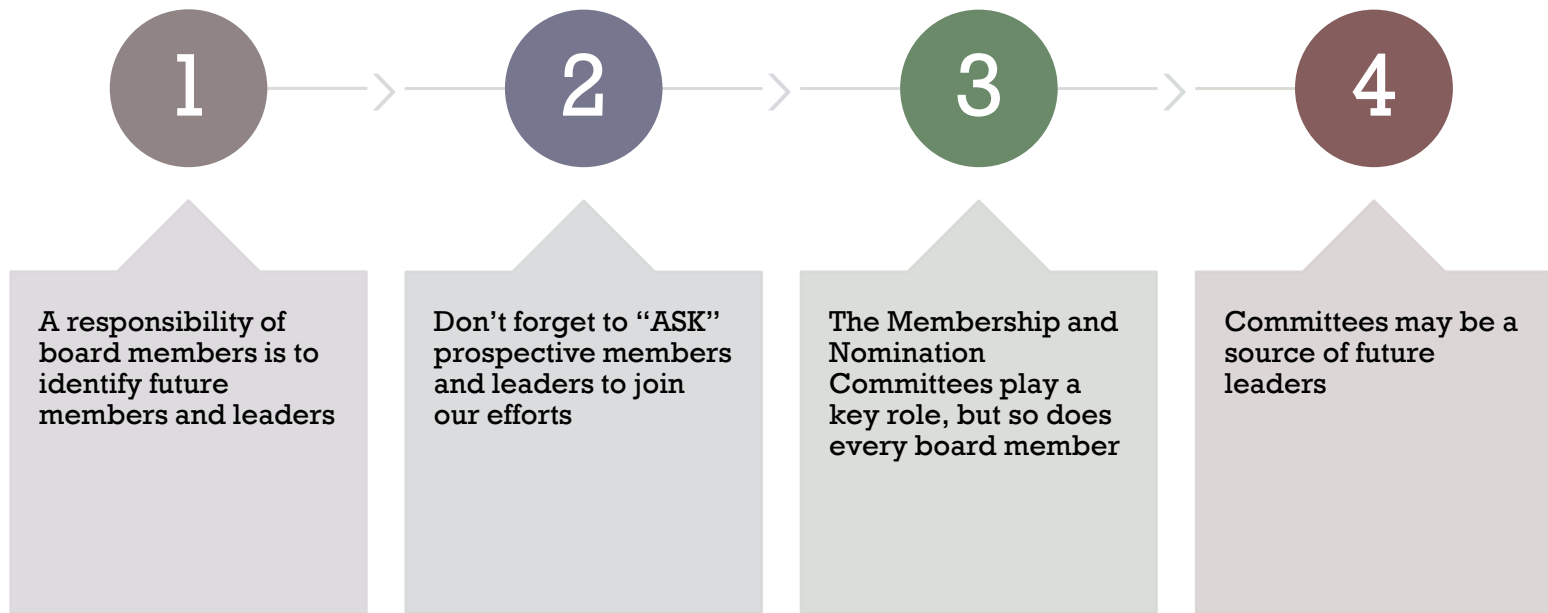 1
2
3
4
A responsibility of
board members is to
identify future
members and leaders
Don’t forget to “ASK”
prospective members
and leaders to join
our efforts
The Membership and
Nomination
Committees play a
key role, but so does
every board member
Committees may be a
source of future
leaders